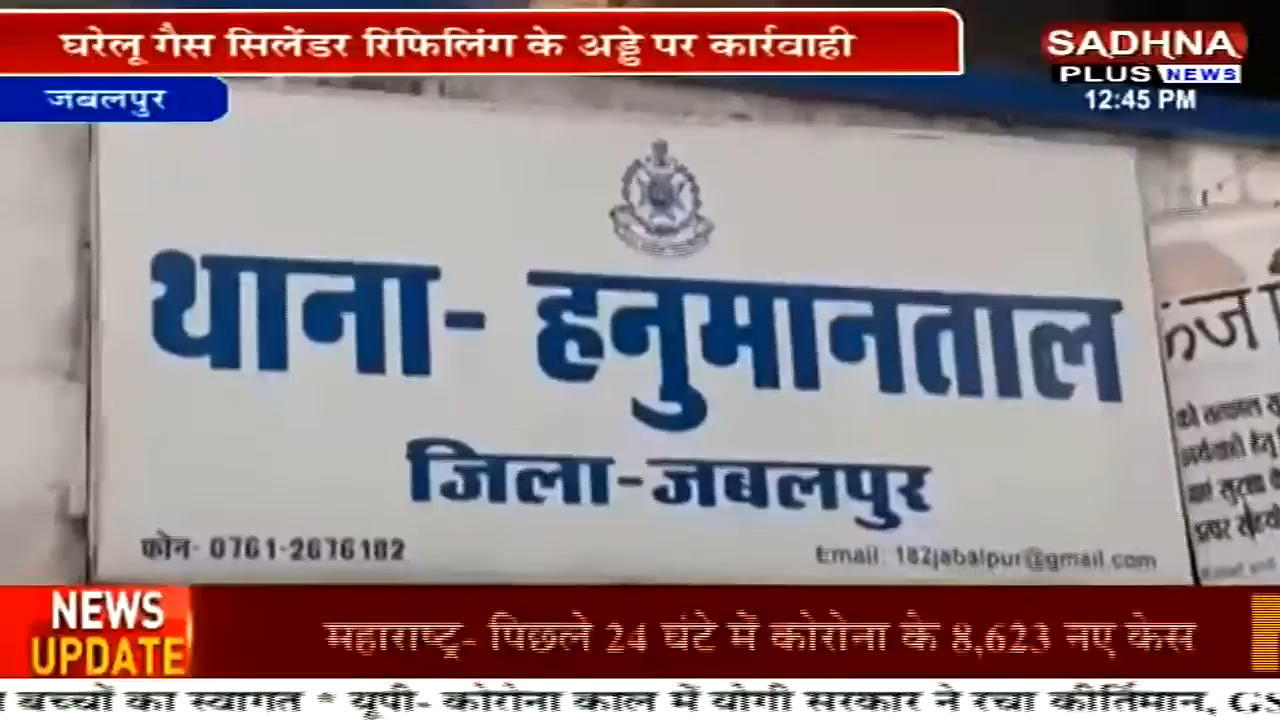 घरेलू गैस सिलेंडर रिफिलिंग के अड्डे पर कार्रवाही
SADHNA
PLUS NEWS
12:45 PM
जबलपुर
थाना- हनुमानताल
जिला-जबलपुर
फोन- 0761-2676182
Email: 182jabalpur@gmail.com
NEWS
UPDATE
महाराष्ट्र- पिछले 24 घंटे में कोरोना के 8,623 नए केस
बच्चों का स्वागत * यूपी- कोरोना काल में योगी सरकार ने रचा कीर्तिमान,